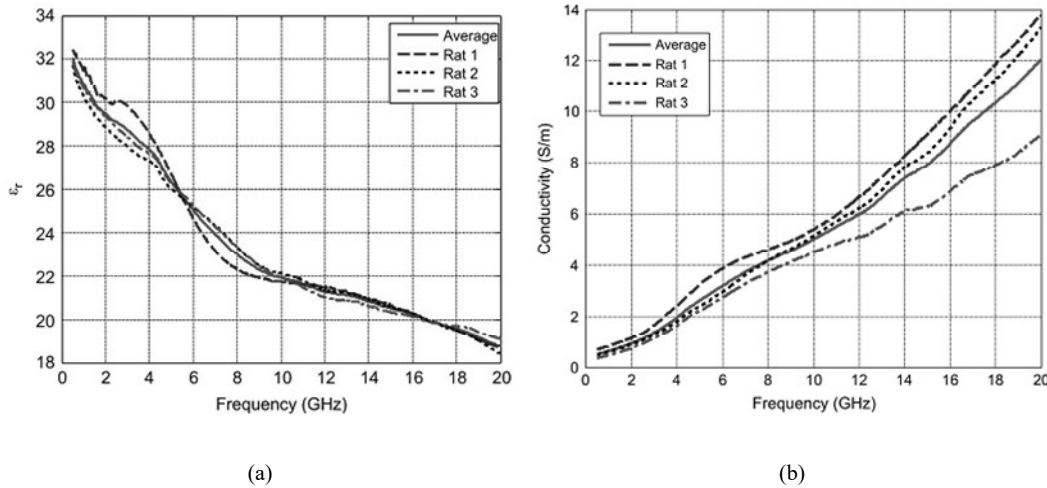 34
32
30
28
26
24
22
20
18
εr
0 2 4 6 8 10 12 14 16 18 20
Frequency (GHz)
Average
Rat 1
Rat 2
Rat 3
(a)
14
12
10
8
6
4
2
0
Conductivity (S/m)
0 2 4 6 8 10 12 14 16 18 20
Frequency (GHz)
Average
Rat 1
Rat 2
Rat 3
(b)